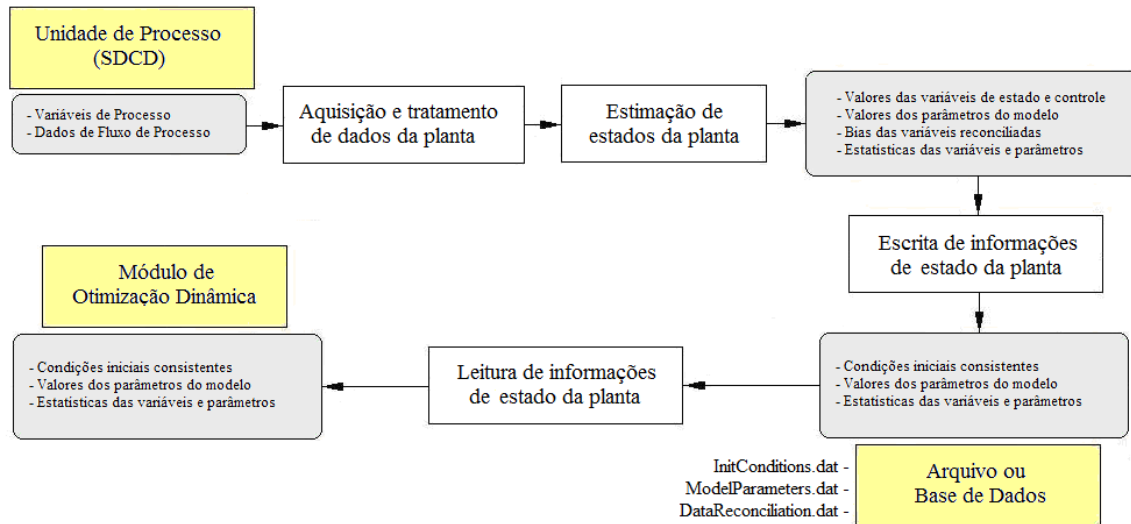 Unidade de Processo
(SDCD)
- Variáveis de Processo
- Dados de Fluxo de Processo
Aquisição e tratamento
de dados da planta
Estimação de
estados da planta
- Valores das variáveis de estado e controle
- Valores dos parâmetros do modelo
- Bias das variáveis reconciliadas
- Estatísticas das variáveis e parâmetros
Escrita de informações
de estado da planta
Módulo de
Otimização Dinâmica
- Condições iniciais consistentes
- Valores dos parâmetros do modelo
- Estatísticas das variáveis e parâmetros
Leitura de informações
de estado da planta
- Condições iniciais consistentes
- Valores dos parâmetros do modelo
- Estatísticas das variáveis e parâmetros
InitConditions.dat -
ModelParameters.dat -
DataReconciliation.dat -
Arquivo ou
Base de Dados